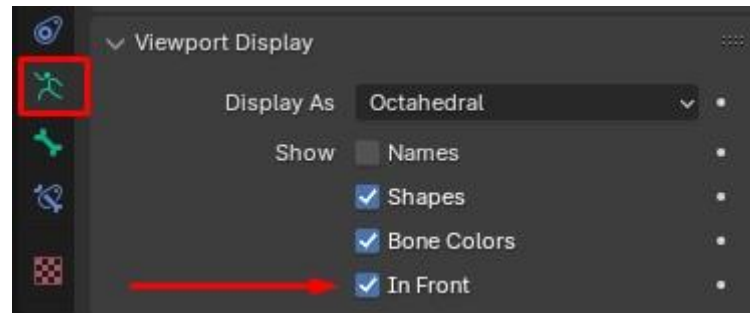 Viewport Display
Display As Octahedral
Show Names
Shapes
Bone Colors
In Front